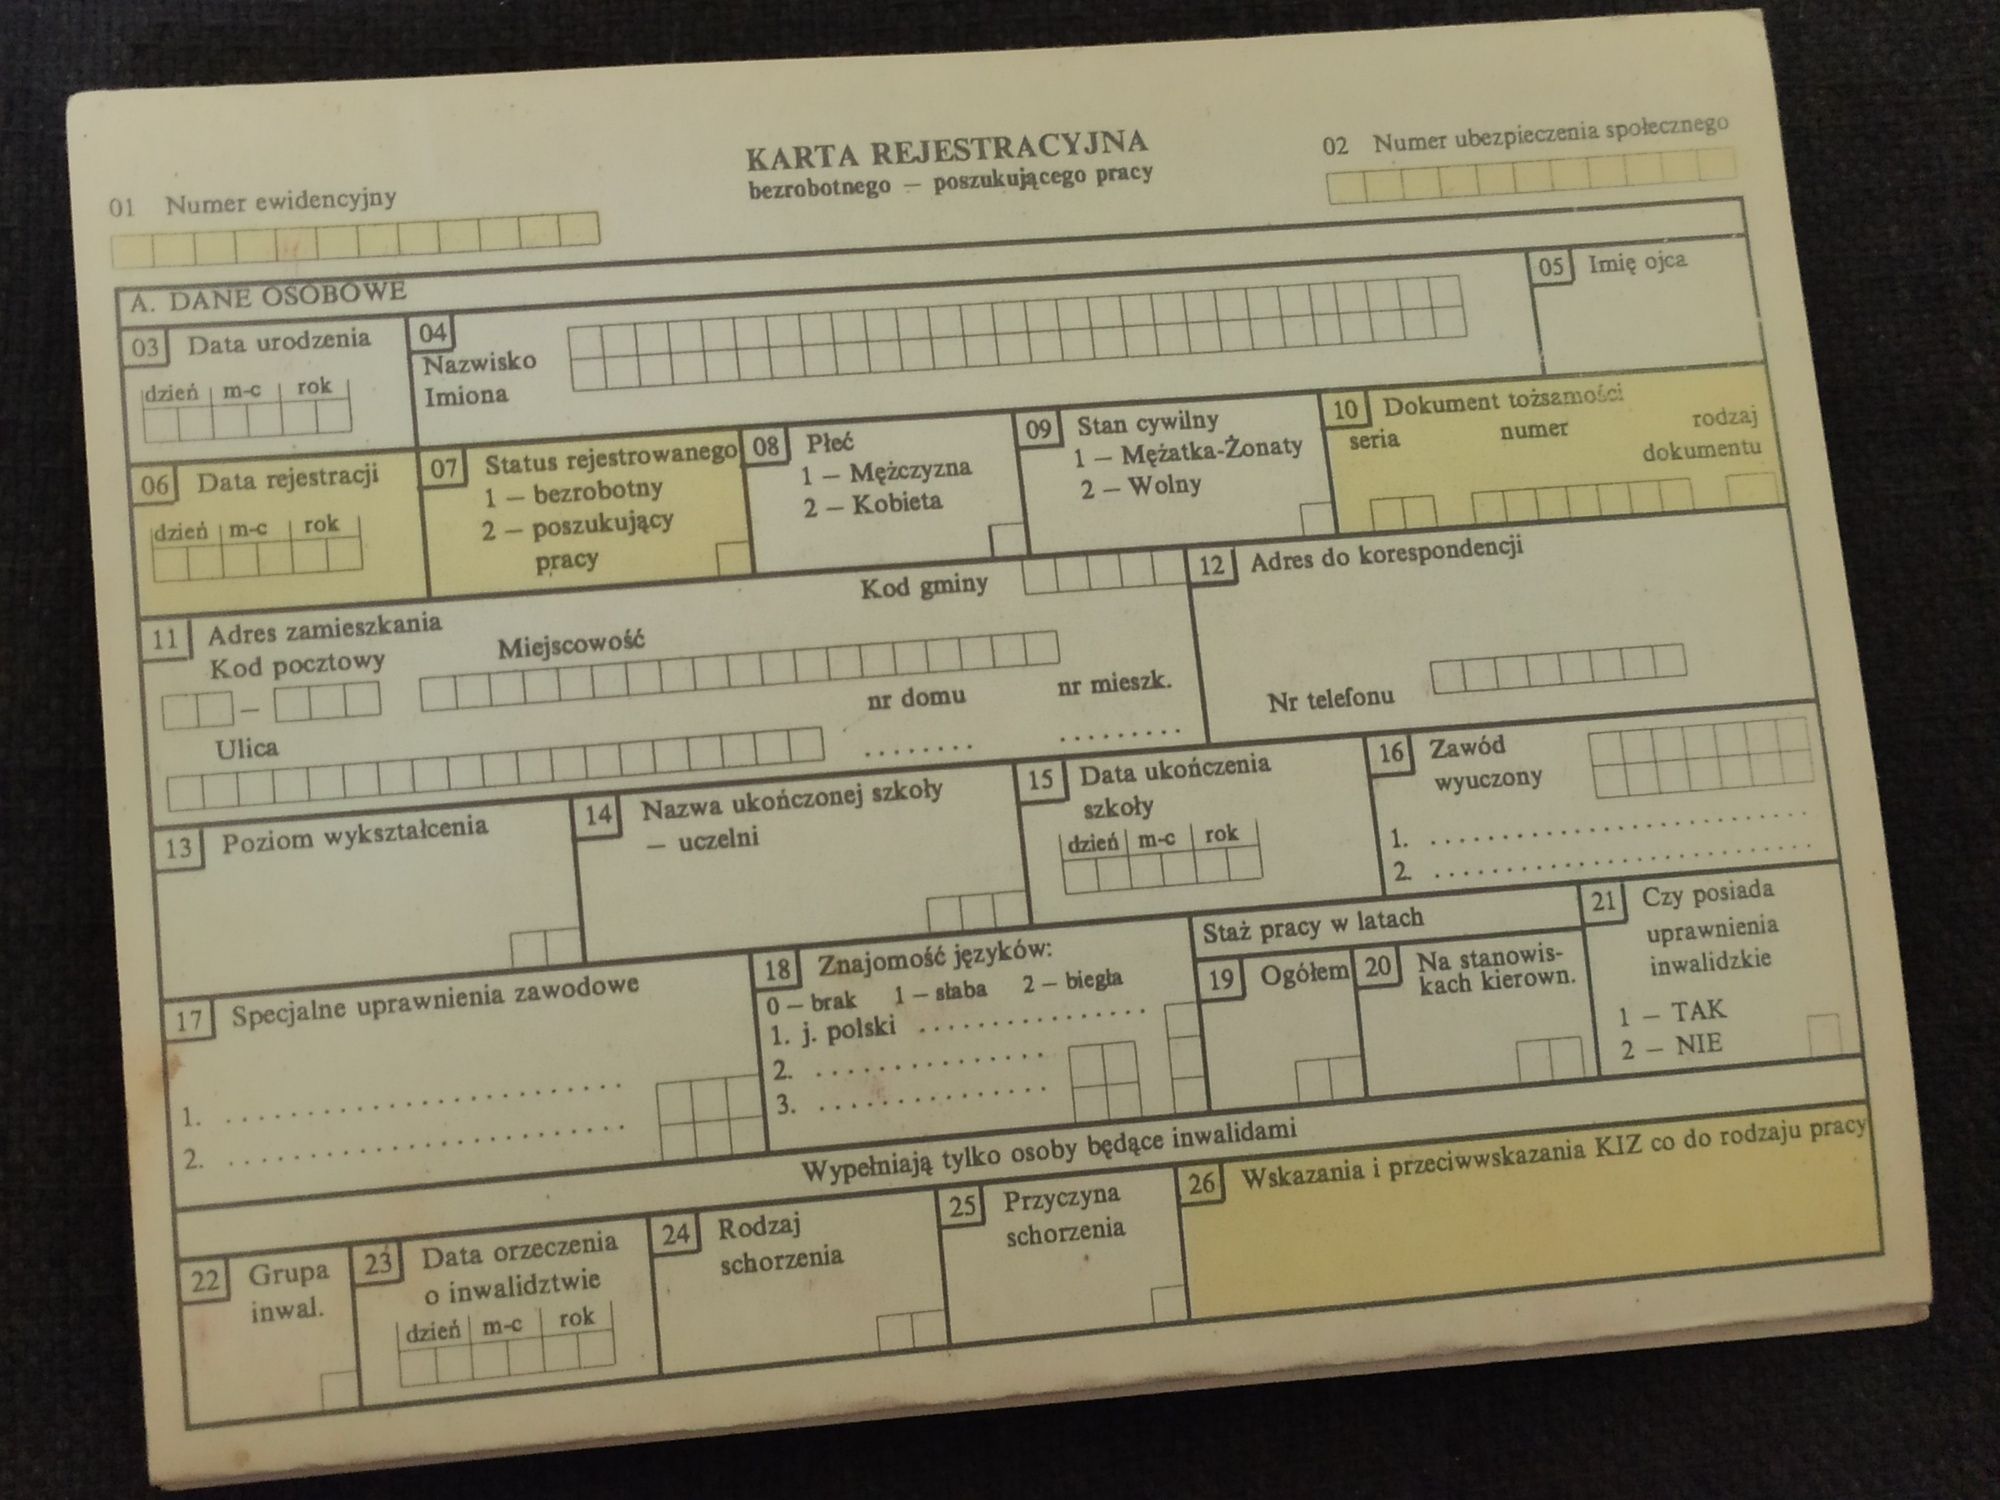 KARTA REJESTRACYJNA
bezrobotnego — poszukującego pracy
01 Numer ewidencyjny
02 Numer ubezpieczenia społecznego
A. DANE OSOBOWE
03 Data urodzenia
dzień m-c rok
04
Nazwisko
Imiona
05 Imię ojca
06 Data rejestracji
dzień m-c rok
07 Status rejestrowanego
1 — bezrobotny
2 — poszukujący
pracy
08 Płeć
1 — Mężczyzna
2 — Kobieta
09 Stan cywilny
1 — Mężatka-Żonaty
2 — Wolny
10 Dokument tożsamości
seria numer rodzaj
dokumentu
11 Adres zamieszkania
Kod gminy
Kod pocztowy Miejscowość
–
Ulica nr domu nr mieszk.
12 Adres do korespondencji
Nr telefonu
13 Poziom wykształcenia
14 Nazwa ukończonej szkoły
— uczelni
15 Data ukończenia
szkoły
dzień m-c rok
16 Zawód
wyuczony
1. ........................
2. ........................
17 Specjalne uprawnienia zawodowe
1. ........................
2. ........................
18 Znajomość języków:
0 — brak 1 — słaba 2 — biegła
1. j. polski ...............
2. ...............
3. ...............
Staż pracy w latach
19 Ogółem
20 Na stanowis-
kach kierown.
21 Czy posiada
uprawnienia
inwalidzkie
1 — TAK
2 — NIE
Wypełniają tylko osoby będące inwalidami
22 Grupa
inwal.
23 Data orzeczenia
o inwalidztwie
dzień m-c rok
24 Rodzaj
schorzenia
25 Przyczyna
schorzenia
26 Wskazania i przeciwwskazania KIZ co do rodzaju pracy